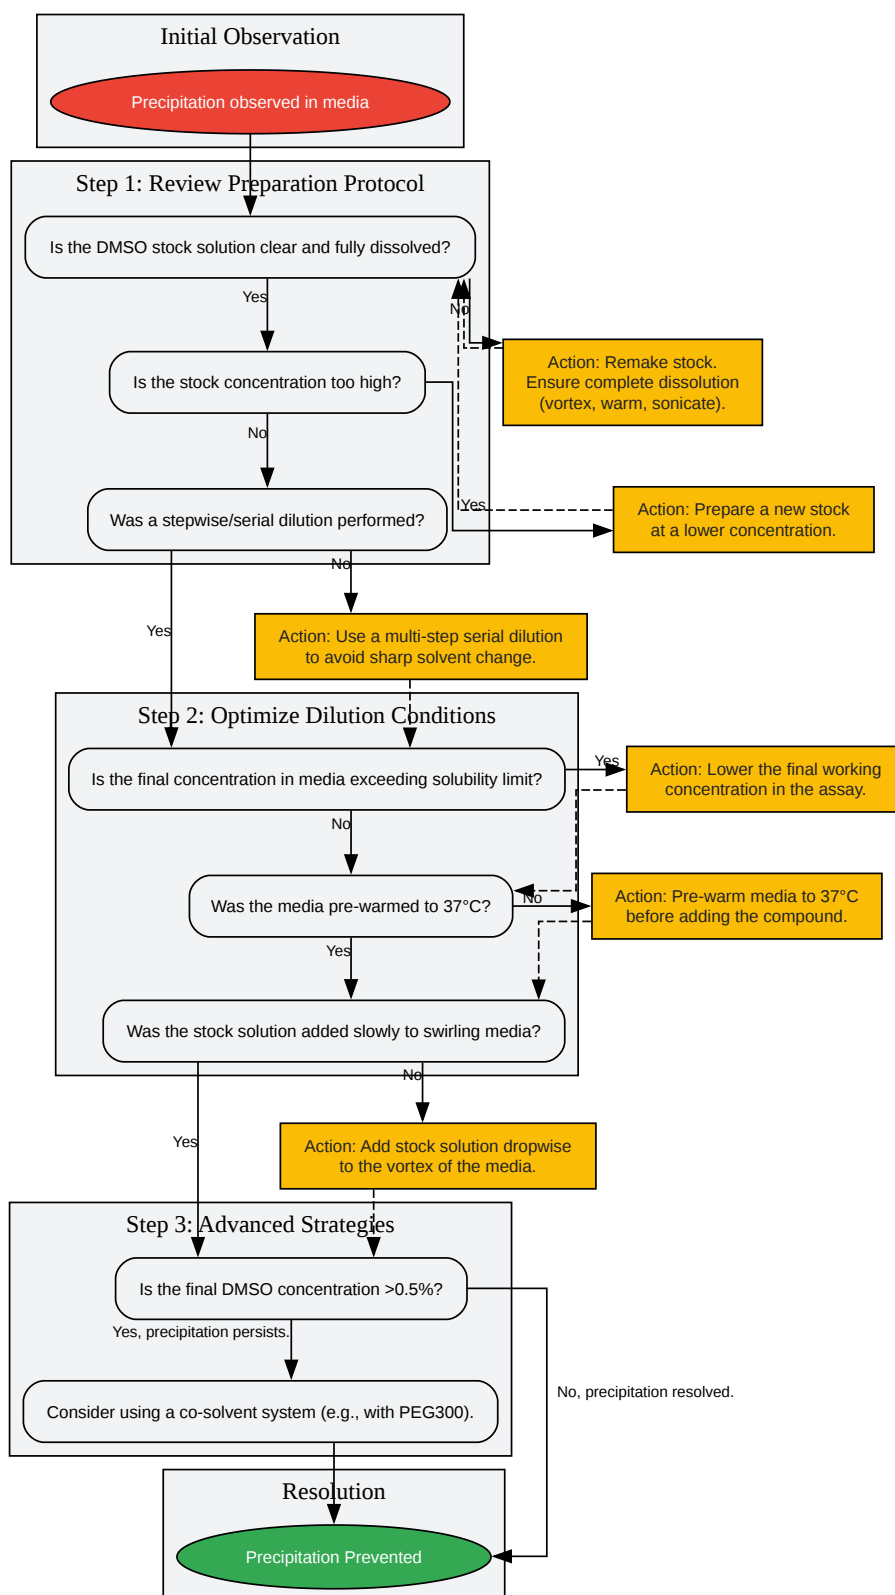 Initial Observation
Precipitation observed in media
Step 1: Review Preparation Protocol
Is the DMSO stock solution clear and fully dissolved?
Yes
No
Action: Remake stock.
Ensure complete dissolution
(vortex, warm, sonicate).
Is the stock concentration too high?
No
Yes
Action: Prepare a new stock
at a lower concentration.
Was a stepwise/serial dilution performed?
No
Yes
Action: Use a multi-step serial dilution
to avoid sharp solvent change.
Step 2: Optimize Dilution Conditions
Is the final concentration in media exceeding solubility limit?
Yes
Action: Lower the final working
concentration in the assay.
No
Was the media pre-warmed to 37°C?
No
Action: Pre-warm media to 37°C
before adding the compound.
Yes
Was the stock solution added slowly to swirling media?
No
Yes
Action: Add stock solution dropwise
to the vortex of the media.
Step 3: Advanced Strategies
Is the final DMSO concentration >0.5%?
Yes, precipitation persists.
No, precipitation resolved.
Consider using a co-solvent system (e.g., with PEG300).
Resolution
Precipitation Prevented